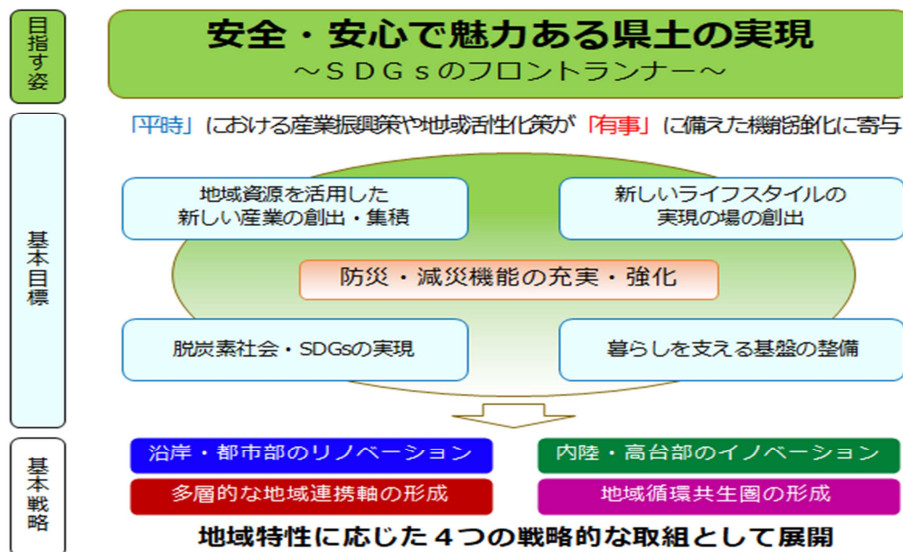 目指す姿
安全・安心で魅力ある県土の実現
～ＳＤＧｓのフロントランナー～
基本目標
「平時」における産業振興策や地域活性化策が「有事」に備えた機能強化に寄与
地域資源を活用した
新しい産業の創出・集積
新しいライフスタイルの
実現の場の創出
防災・減災機能の充実・強化
脱炭素社会・SDGsの実現
暮らしを支える基盤の整備
基本戦略
沿岸・都市部のリノベーション
内陸・高台部のイノベーション
多層的な地域連携軸の形成
地域循環共生圏の形成
地域特性に応じた４つの戦略的な取組として展開